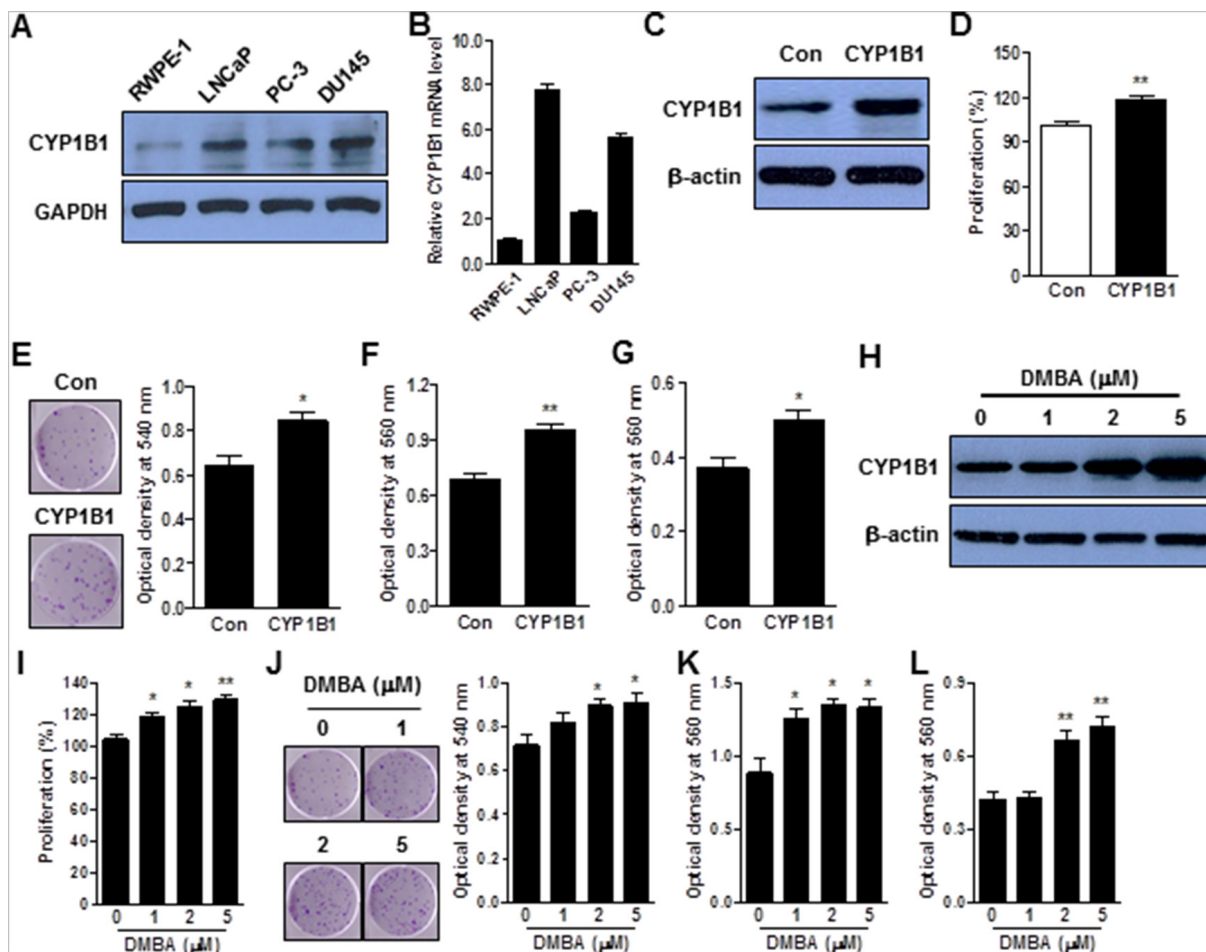 A
RWPE-1 LNCaP PC-3 DU145
CYP1B1
GAPDH
B
Relative CYP1B1 mRNA level
8.0
6.0
4.0
2.0
0.0
RWPE-1 LNCaP PC-3 DU145
C
Con CYP1B1
CYP1B1
β-actin
D
Proliferation (%)
150
120
90
60
30
0
**
Con CYP1B1
E
Con
CYP1B1
Optical density at 540 nm
1.0
0.8
0.6
0.4
0.2
0.0
*
Con CYP1B1
F
Optical density at 560 nm
1.2
0.9
0.6
0.3
0.0
**
Con CYP1B1
G
Optical density at 560 nm
0.6
0.4
0.2
0.0
*
Con CYP1B1
H
DMBA (μM)
0 1 2 5
CYP1B1
β-actin
I
Proliferation (%)
140
120
100
80
60
40
20
0
* * **
0 1 2 5
DMBA (μM)
J
DMBA (μM)
0 1
2 5
Optical density at 540 nm
1.0
0.8
0.6
0.4
0.2
0.0
* *
0 1 2 5
DMBA (μM)
K
Optical density at 560 nm
1.5
1.0
0.5
0.0
* * *
0 1 2 5
DMBA (μM)
L
Optical density at 560 nm
0.9
0.6
0.3
0.0
** **
0 1 2 5
DMBA (μM)